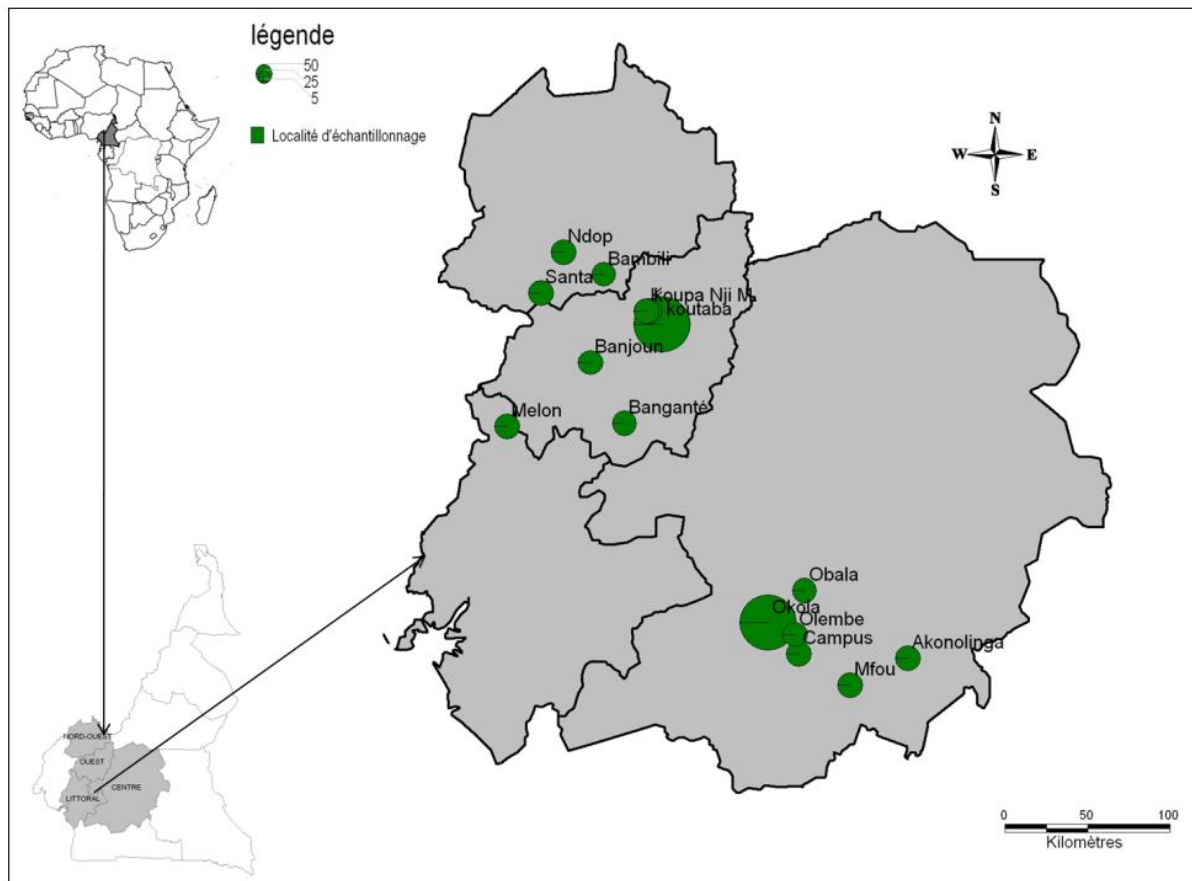 légende
50
25
5
Localité d'échantillonnage
N
W E
S
Ndop
Bambili
Santa
Koupa Nji M.
koutaba
Banjoun
Melon
Banganté
Obala
Okola
Olembe
Campus
Akonolinga
Mfou
NORD-OUEST
OUEST
CENTRE
LITTORAL
0 50 100
Kilomètres